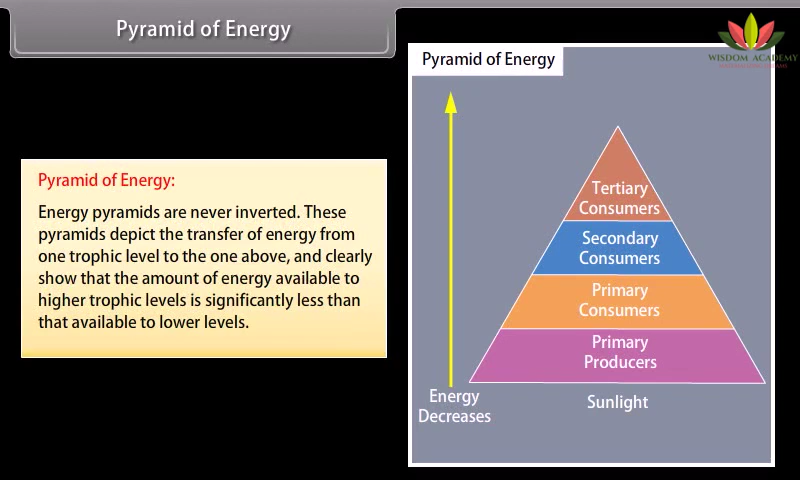 Pyramid of Energy
WISDOM ACADEMY
Pyramid of Energy
Pyramid of Energy:
Energy pyramids are never inverted. These
pyramids depict the transfer of energy from
one trophic level to the one above, and clearly
show that the amount of energy available to
higher trophic levels is significantly less than
that available to lower levels.
Tertiary
Consumers
Secondary
Consumers
Primary
Consumers
Primary
Producers
Energy
Decreases
Sunlight